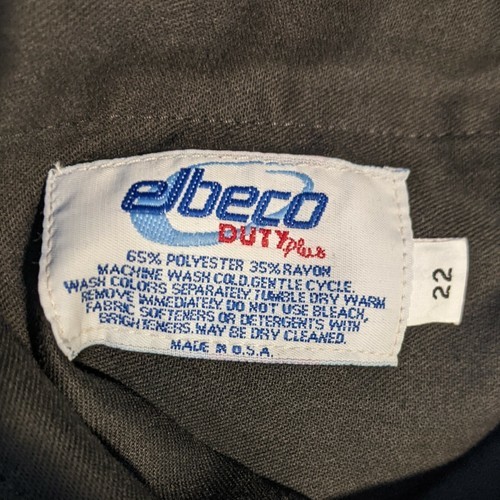 elbeco
DUTY plus
65% POLYESTER 35% RAYON
MACHINE WASH COLD. GENTLE CYCLE.
WASH COLORS SEPARATELY. TUMBLE DRY WARM
REMOVE IMMEDIATELY. DO NOT USE BLEACH,
FABRIC SOFTENERS OR DETERGENTS WITH
BRIGHTENERS. MAY BE DRY CLEANED.
MADE IN U.S.A.
22